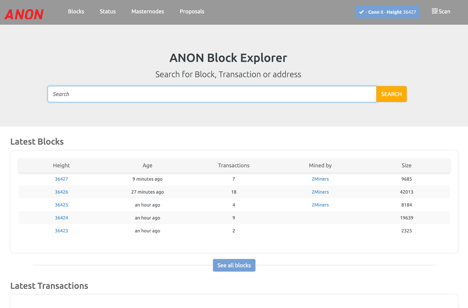 ANON Blocks Status Masternodes Proposals ✓ · Conn 8 · Height 36427 Scan
ANON Block Explorer
Search for Block, Transaction or address
Search SEARCH
Latest Blocks
Height Age Transactions Mined by Size
36427 9 minutes ago 7 2Miners 9685
36426 27 minutes ago 18 2Miners 42013
36425 an hour ago 4 2Miners 8184
36424 an hour ago 9 19639
36423 an hour ago 2 2325
See all blocks
Latest Transactions